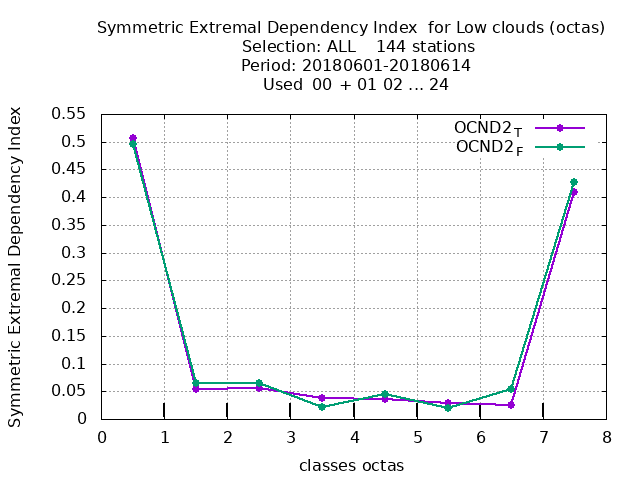 Symmetric Extremal Dependency Index  for Low clouds (octas)
Selection: ALL    144 stations
Period: 20180601-20180614
Used  00 + 01 02 ... 24
Symmetric Extremal Dependency Index
0.55
0.5
0.45
0.4
0.35
0.3
0.25
0.2
0.15
0.1
0.05
0
OCND2T
OCND2F
0 1 2 3 4 5 6 7 8
classes octas